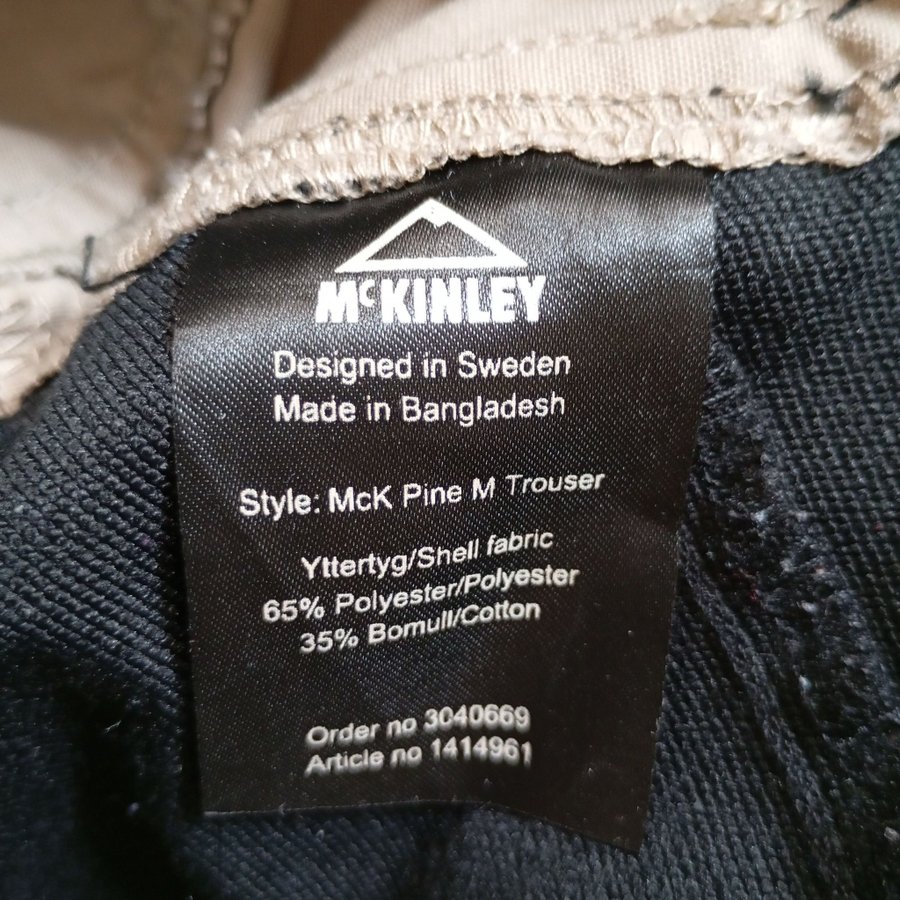 McKINLEY
Designed in Sweden
Made in Bangladesh
Style: McK Pine M Trouser
Yttertyg/Shell fabric
65% Polyester/Polyester
35% Bomull/Cotton
Order no 3040669
Article no 1414961